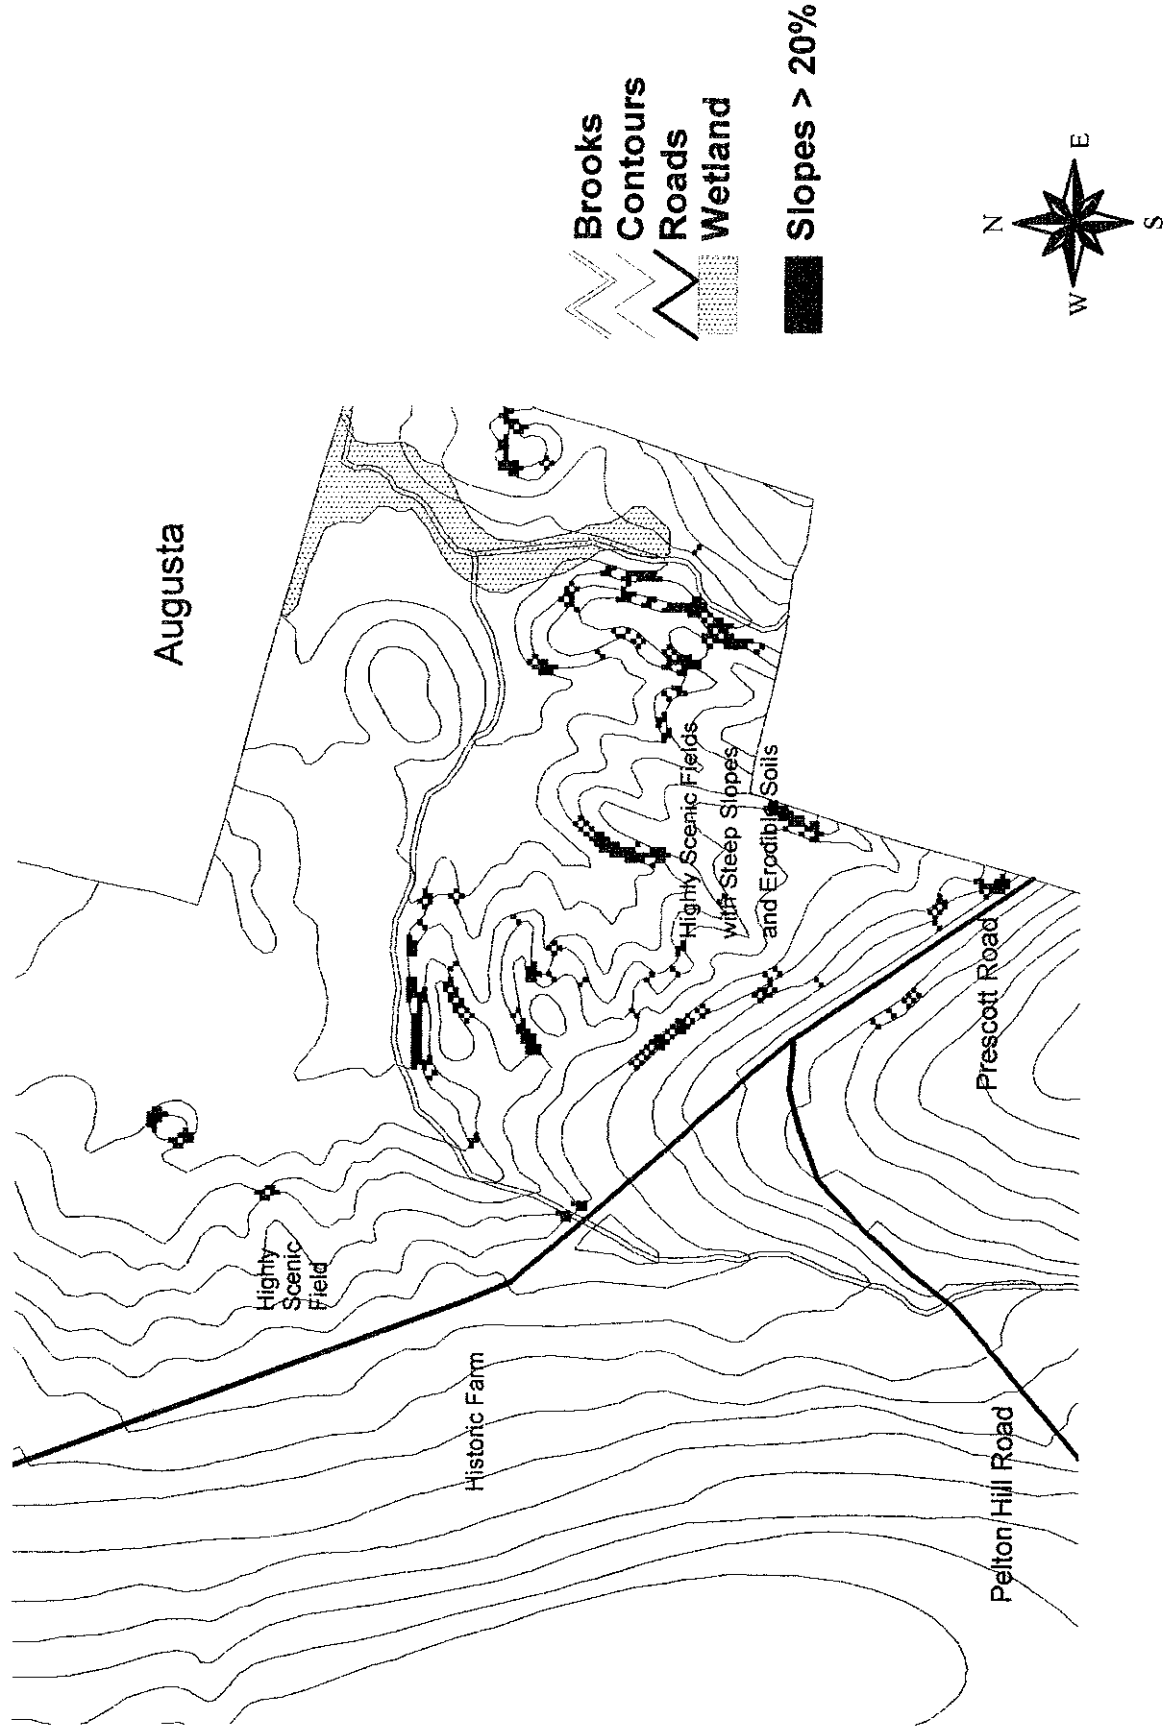 Augusta
Highly
Scenic
Field
Historic Farm
Highly Scenic Fields
with Steep Slopes
and Erodible Soils
Prescott Road
Pelton Hill Road
Brooks
Contours
Roads
Wetland
Slopes > 20%
N
W
E
S